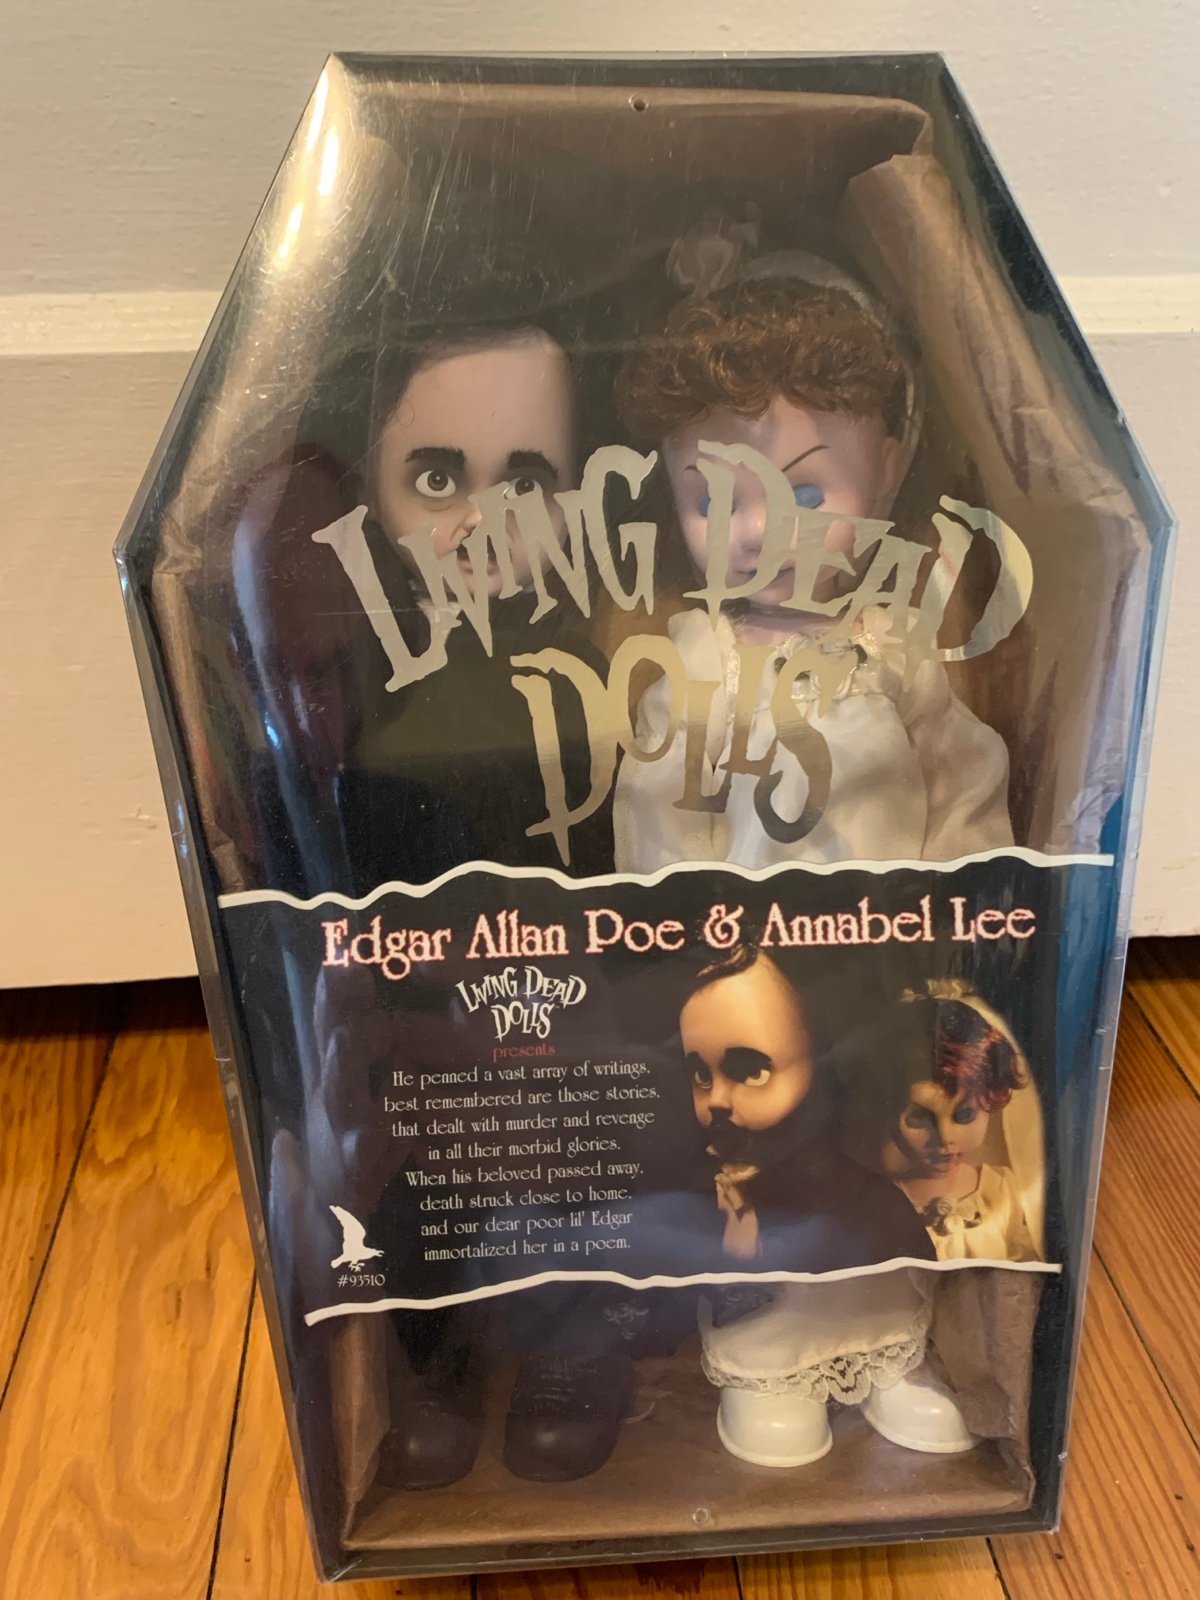 LIVING DEAD
DOLLS
Edgar Allan Poe & Annabel Lee
LIVING DEAD
DOLLS
presents
He penned a vast array of writings,
best remembered are those stories,
that dealt with murder and revenge
in all their morbid glories.
When his beloved passed away,
death struck close to home,
and our dear poor lil' Edgar
immortalized her in a poem.
#93310